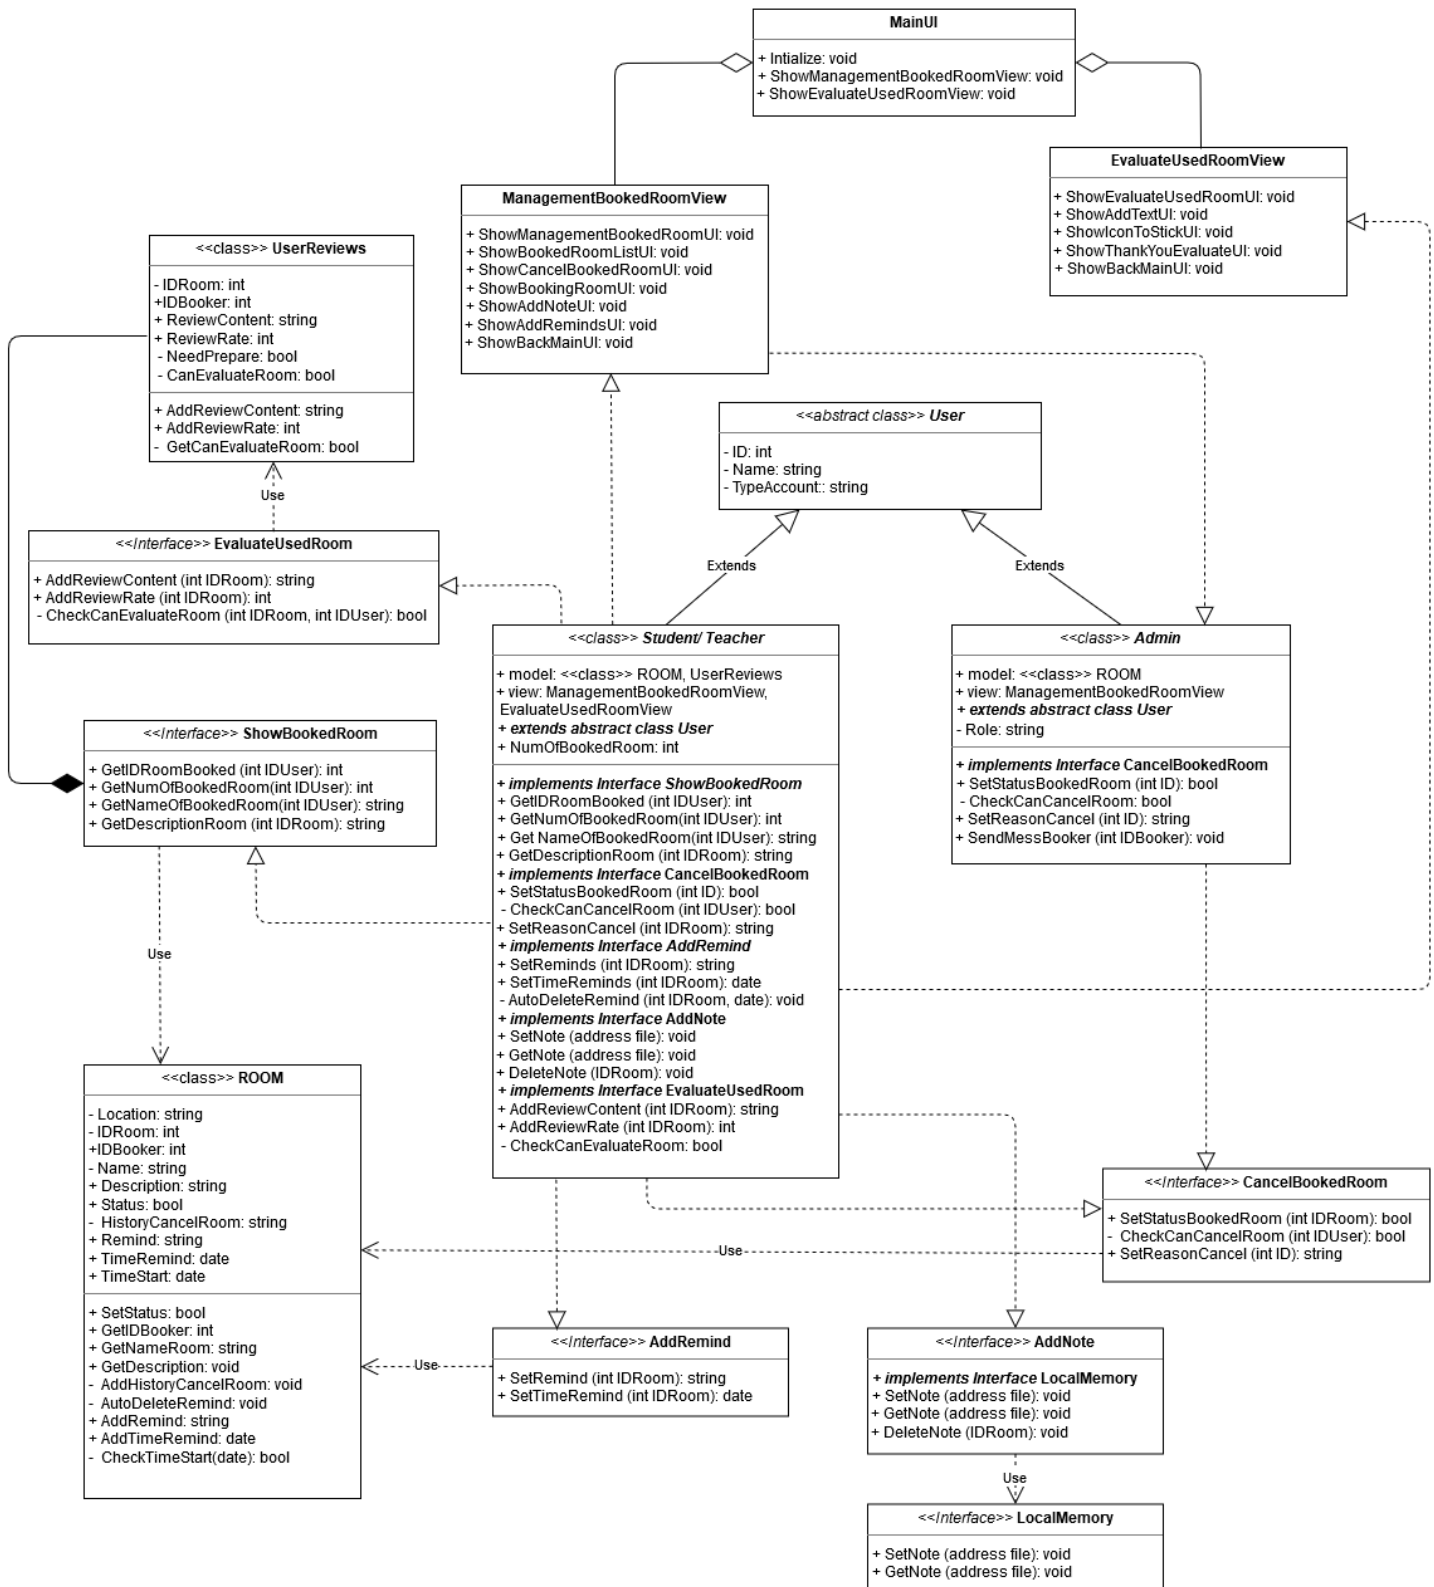 MainUI
+ Intialize: void
+ ShowManagementBookedRoomView: void
+ ShowEvaluateUsedRoomView: void
EvaluateUsedRoomView
+ ShowEvaluateUsedRoomUI: void
+ ShowAddTextUI: void
+ ShowIconToStickUI: void
+ ShowThankYouEvaluateUI: void
+ ShowBackMainUI: void
ManagementBookedRoomView
+ ShowManagementBookedRoomUI: void
+ ShowBookedRoomListUI: void
+ ShowCancelBookedRoomUI: void
+ ShowBookingRoomUI: void
+ ShowAddNoteUI: void
+ ShowAddRemindsUI: void
+ ShowBackMainUI: void
<<class>> UserReviews
- IDRoom: int
+IDBooker: int
+ ReviewContent: string
+ ReviewRate: int
- NeedPrepare: bool
- CanEvaluateRoom: bool
+ AddReviewContent: string
+ AddReviewRate: int
- GetCanEvaluateRoom: bool
<<abstract class>> User
- ID: int
- Name: string
- TypeAccount:: string
Use
Extends
Extends
<<Interface>> EvaluateUsedRoom
+ AddReviewContent (int IDRoom): string
+ AddReviewRate (int IDRoom): int
- CheckCanEvaluateRoom (int IDRoom, int IDUser): bool
<<class>> Student/ Teacher
+ model: <<class>> ROOM, UserReviews
+ view: ManagementBookedRoomView,
EvaluateUsedRoomView
+ extends abstract class User
+ NumOfBookedRoom: int
+ implements Interface ShowBookedRoom
+ GetIDRoomBooked (int IDUser): int
+ GetNumOfBookedRoom(int IDUser): int
+ Get NameOfBookedRoom(int IDUser): string
+ GetDescriptionRoom (int IDRoom): string
+ implements Interface CancelBookedRoom
+ SetStatusBookedRoom (int ID): bool
- CheckCanCancelRoom (int IDUser): bool
+ SetReasonCancel (int IDRoom): string
+ implements Interface AddRemind
+ SetReminds (int IDRoom): string
+ SetTimeReminds (int IDRoom): date
- AutoDeleteRemind (int IDRoom, date): void
+ implements Interface AddNote
+ SetNote (address file): void
+ GetNote (address file): void
+ DeleteNote (IDRoom): void
+ implements Interface EvaluateUsedRoom
+ AddReviewContent (int IDRoom): string
+ AddReviewRate (int IDRoom): int
- CheckCanEvaluateRoom: bool
<<class>> Admin
+ model: <<class>> ROOM
+ view: ManagementBookedRoomView
+ extends abstract class User
- Role: string
+ implements Interface CancelBookedRoom
+ SetStatusBookedRoom (int ID): bool
- CheckCanCancelRoom: bool
+ SetReasonCancel (int ID): string
+ SendMessBooker (int IDBooker): void
<<Interface>> ShowBookedRoom
+ GetIDRoomBooked (int IDUser): int
+ GetNumOfBookedRoom(int IDUser): int
+ GetNameOfBookedRoom(int IDUser): string
+ GetDescriptionRoom (int IDRoom): string
Use
<<class>> ROOM
- Location: string
- IDRoom: int
+IDBooker: int
- Name: string
+ Description: string
+ Status: bool
- HistoryCancelRoom: string
+ Remind: string
+ TimeRemind: date
+ TimeStart: date
+ SetStatus: bool
+ GetIDBooker: int
+ GetNameRoom: string
+ GetDescription: void
- AddHistoryCancelRoom: void
- AutoDeleteRemind: void
+ AddRemind: string
+ AddTimeRemind: date
- CheckTimeStart(date): bool
<<Interface>> CancelBookedRoom
+ SetStatusBookedRoom (int IDRoom): bool
- CheckCanCancelRoom (int IDUser): bool
+ SetReasonCancel (int ID): string
Use
Use
<<Interface>> AddRemind
+ SetRemind (int IDRoom): string
+ SetTimeRemind (int IDRoom): date
<<Interface>> AddNote
+ implements Interface LocalMemory
+ SetNote (address file): void
+ GetNote (address file): void
+ DeleteNote (IDRoom): void
Use
<<Interface>> LocalMemory
+ SetNote (address file): void
+ GetNote (address file): void